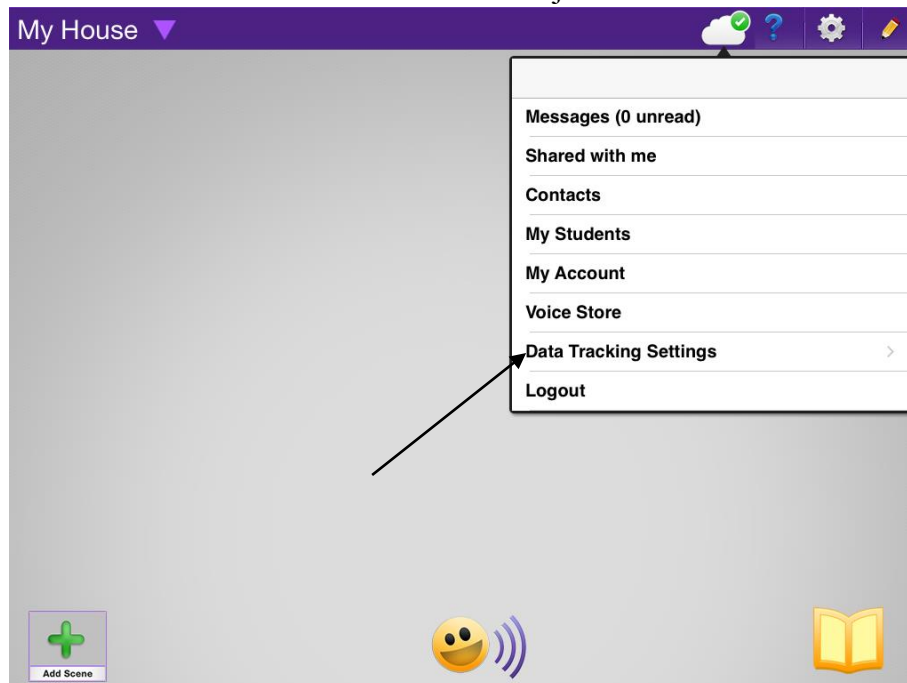 My House
?
Messages (0 unread)
Shared with me
Contacts
My Students
My Account
Voice Store
Data Tracking Settings
Logout
Add Scene